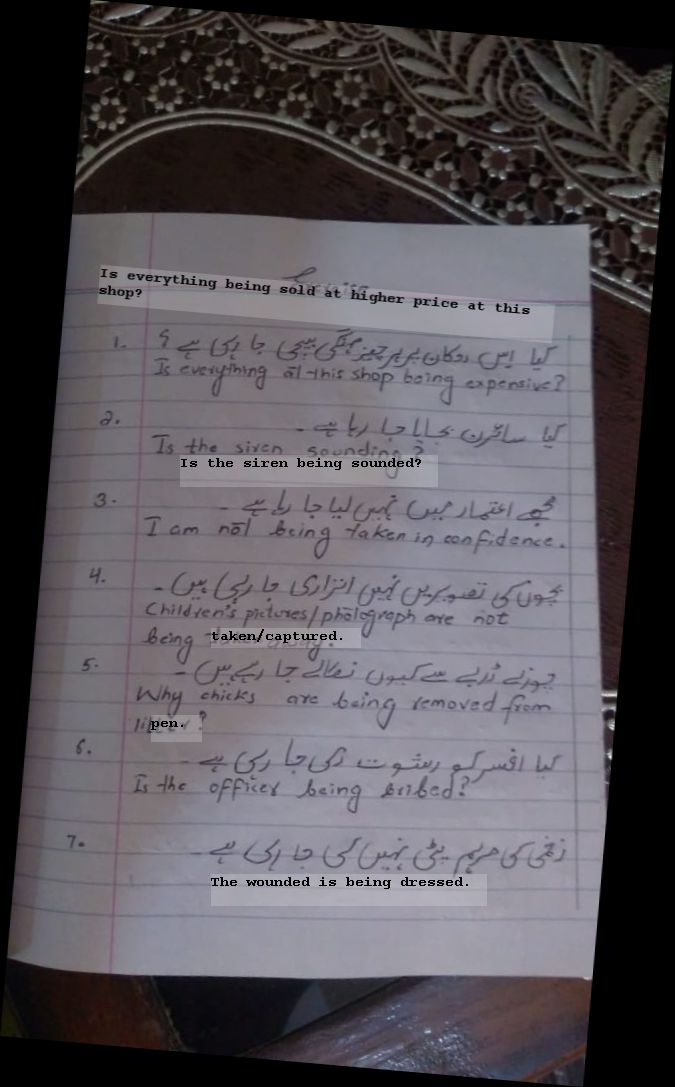 Is everything being sold at higher price at this
shop?
1. کیا اس دوکان پر ہر چیز مہنگی بیچی جا رہی ہے ؟
Is everything at this shop being expensive?
2. کیا سائرن بجایا جا رہا ہے ۔
Is the siren sounding?
Is the siren being sounded?
3. مجھے اعتماد میں نہیں لیا جا رہا ہے ۔
I am not being taken in confidence.
4. بچوں کی تصویریں نہیں اتاری جا رہی ہیں ۔
Children's pictures/photograph are not
being taken/captured.
5. چوزے ڈربے سے کیوں نکالے جا رہے ہیں ۔
Why chicks are being removed from
pen.
6. کیا افسر کو رشوت دی جا رہی ہے ۔
Is the officer being bribed?
7. زخمی کی مرہم پٹی نہیں کی جا رہی ہے ۔
The wounded is being dressed.